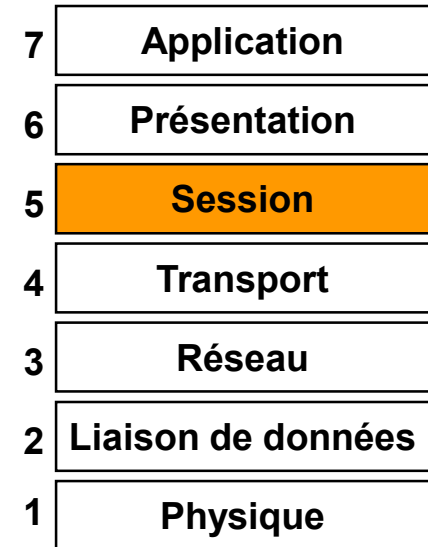 7 Application
6 Présentation
5 Session
4 Transport
3 Réseau
2 Liaison de données
1 Physique